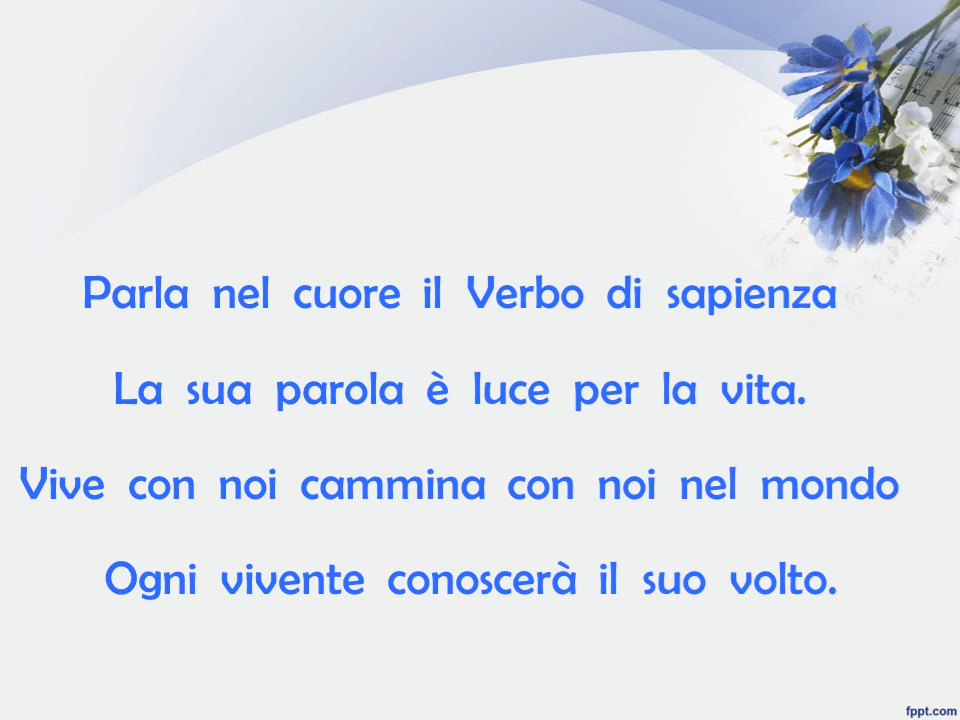 Parla nel cuore il Verbo di sapienza
La sua parola è luce per la vita.
Vive con noi cammina con noi nel mondo
Ogni vivente conoscerà il suo volto.
fppt.com